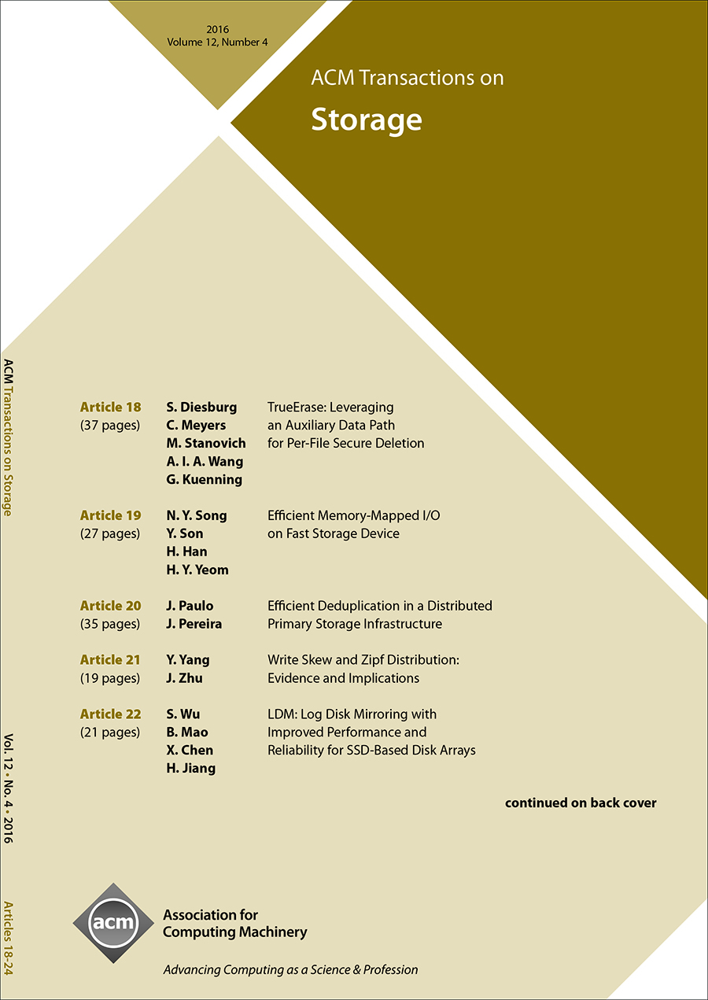 2016
Volume 12, Number 4
ACM Transactions on
Storage
Article 18
(37 pages)
S. Diesburg
C. Meyers
M. Stanovich
A. I. A. Wang
G. Kuenning
TrueErase: Leveraging
an Auxiliary Data Path
for Per-File Secure Deletion
Article 19
(27 pages)
N. Y. Song
Y. Son
H. Han
H. Y. Yeom
Efficient Memory-Mapped I/O
on Fast Storage Device
Article 20
(35 pages)
J. Paulo
J. Pereira
Efficient Deduplication in a Distributed
Primary Storage Infrastructure
Article 21
(19 pages)
Y. Yang
J. Zhu
Write Skew and Zipf Distribution:
Evidence and Implications
Article 22
(21 pages)
S. Wu
B. Mao
X. Chen
H. Jiang
LDM: Log Disk Mirroring with
Improved Performance and
Reliability for SSD-Based Disk Arrays
continued on back cover
acm
Association for
Computing Machinery
Advancing Computing as a Science & Profession
ACM Transactions on Storage
Vol. 12 • No. 4 • 2016
Articles 18-24